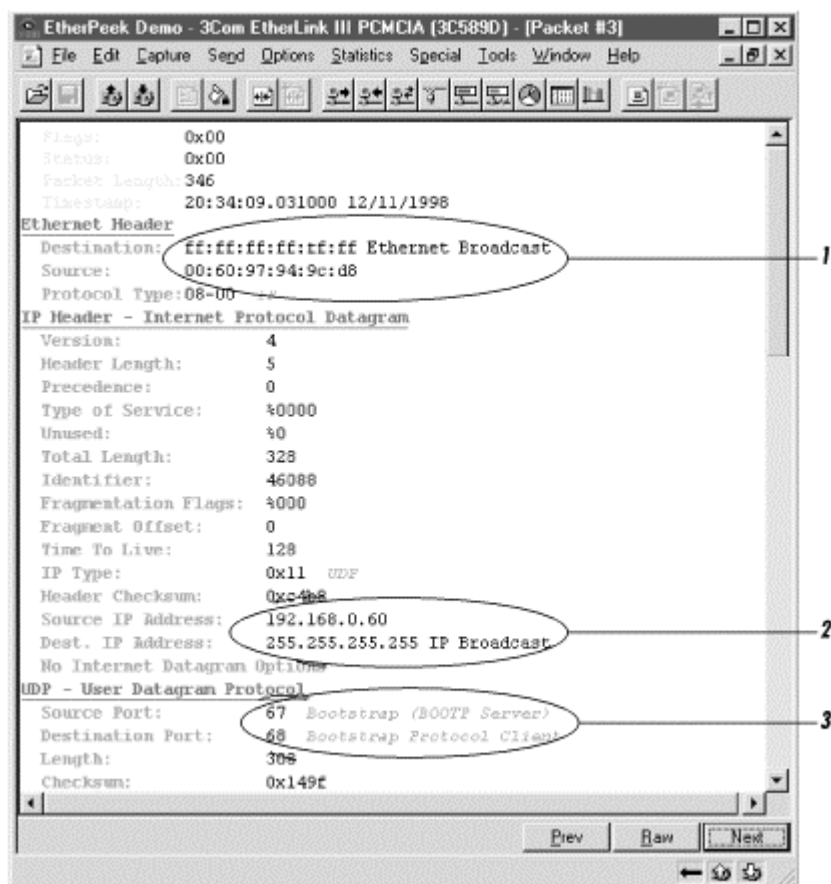 EtherPeek Demo - 3Com EtherLink III PCMCIA (3C589D) - [Packet #3]
File Edit Capture Send Options Statistics Special Tools Window Help
Flags: 0x00
Status: 0x00
Packet Length: 346
Timestamp: 20:34:09.031000 12/11/1998
Ethernet Header
Destination: ff:ff:ff:ff:ff:ff Ethernet Broadcast
1
Source: 00:60:97:94:9c:d8
Protocol Type: 08-00 IP
IP Header - Internet Protocol Datagram
Version: 4
Header Length: 5
Precedence: 0
Type of Service: %0000
Unused: %0
Total Length: 328
Identifier: 46088
Fragmentation Flags: %000
Fragment Offset: 0
Time To Live: 128
IP Type: 0x11 UDP
Header Checksum: 0xc4b8
Source IP Address: 192.168.0.60
2
Dest. IP Address: 255.255.255.255 IP Broadcast
No Internet Datagram Options
UDP - User Datagram Protocol
Source Port: 67 Bootstrap (BOOTP Server)
3
Destination Port: 68 Bootstrap Protocol Client
Length: 308
Checksum: 0x149f
Prev Raw Next